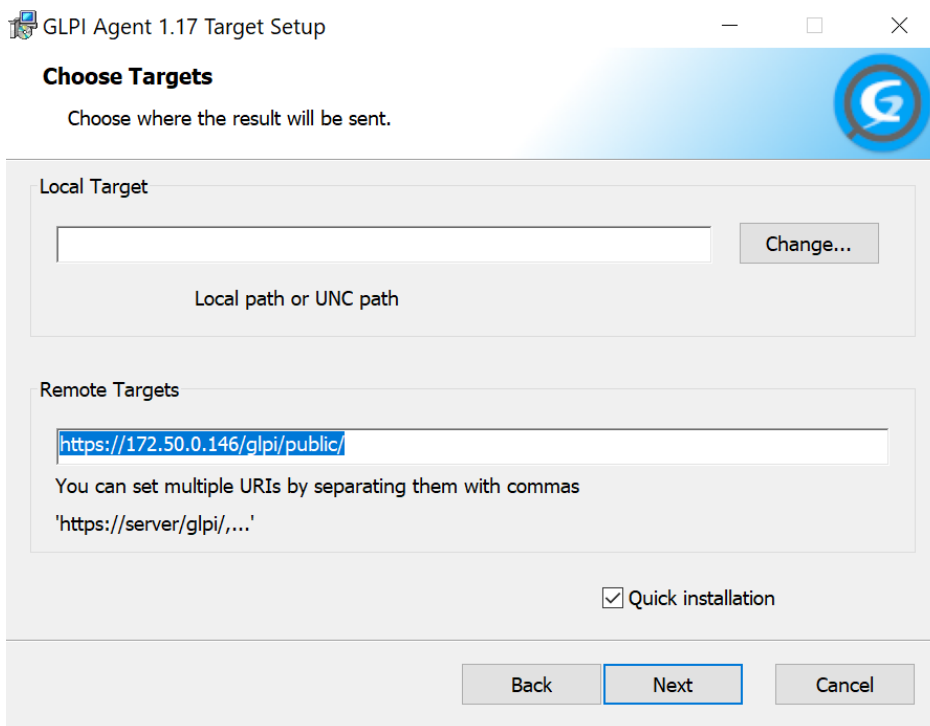 GLPI Agent 1.17 Target Setup
Choose Targets
Choose where the result will be sent.
Local Target
Change...
Local path or UNC path
Remote Targets
https://172.50.0.146/glpi/public/
You can set multiple URIs by separating them with commas
'https://server/glpi/,...'
Quick installation
Back
Next
Cancel